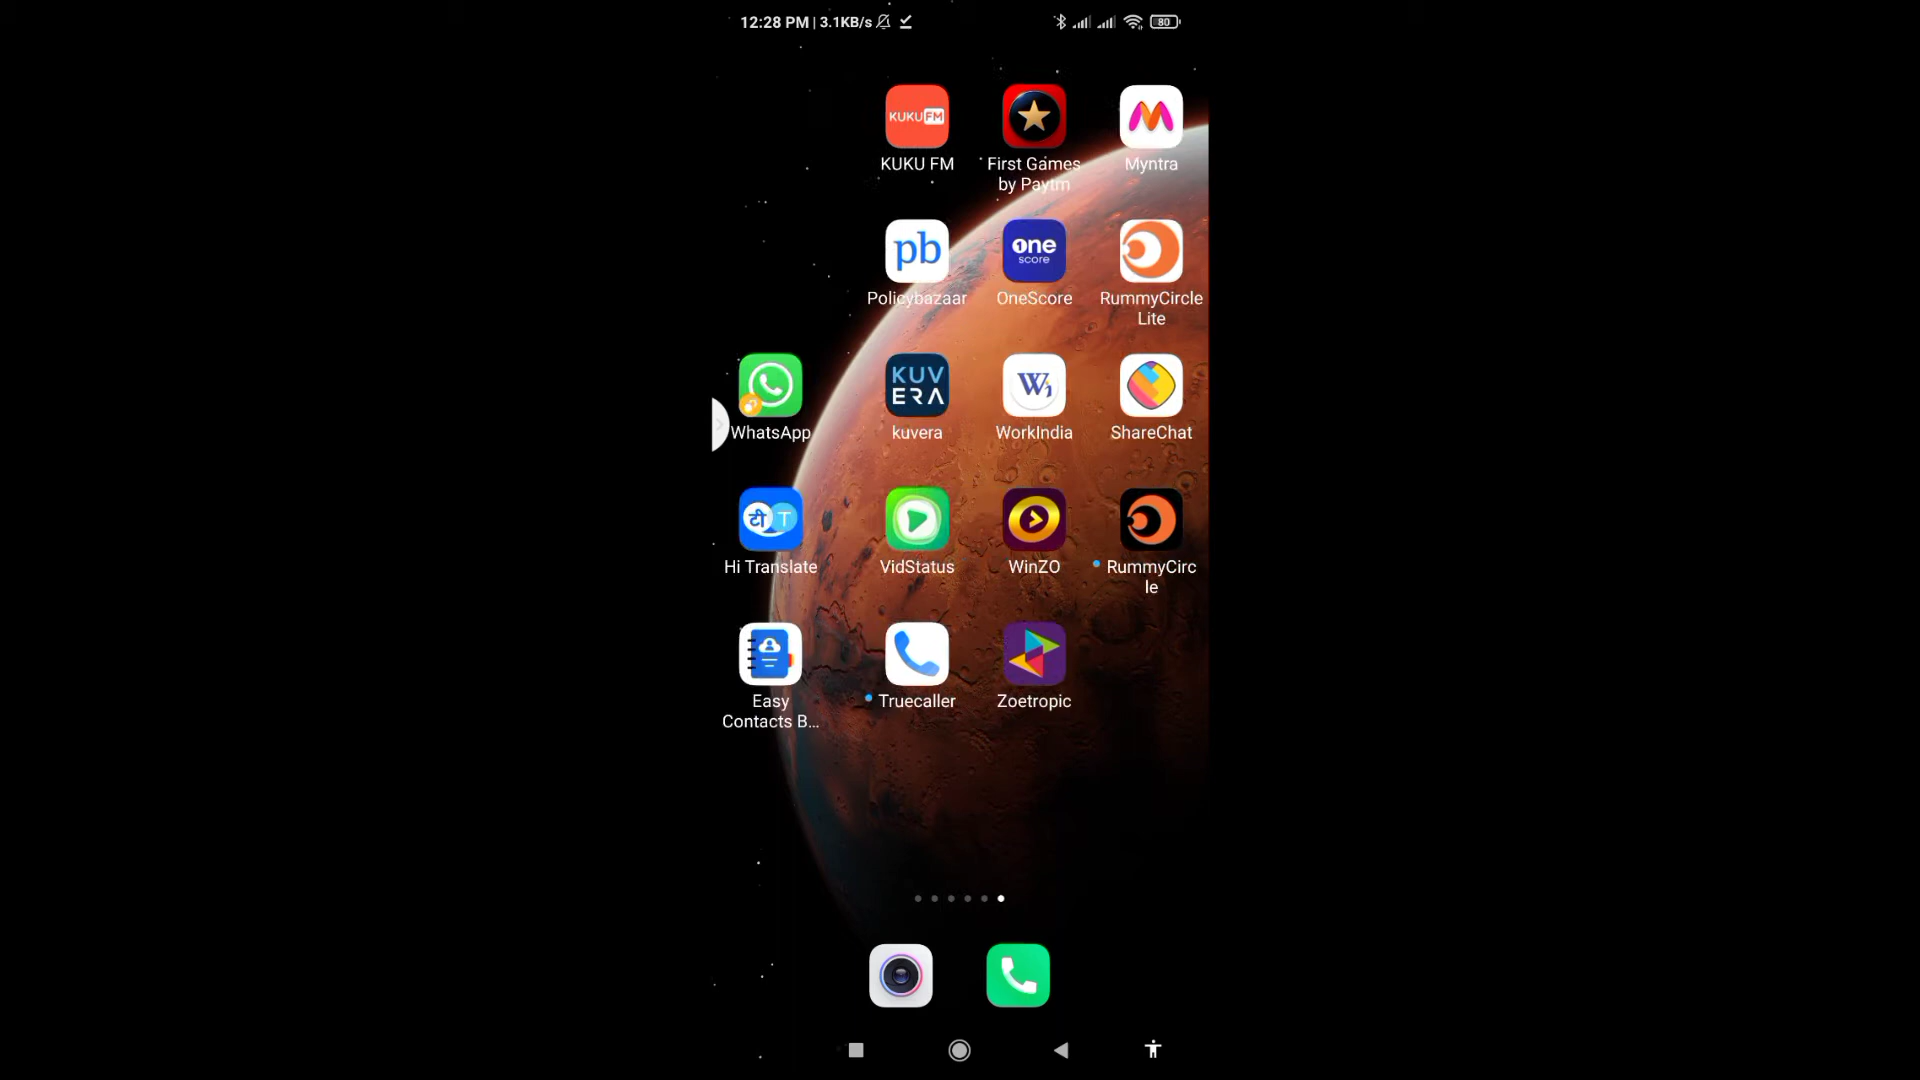 12:28 PM | 3.1KB/s
80
KUKU FM
KUKU FM
First Games
by Paytm
Myntra
pb
Policybazaar
one
score
OneScore
RummyCircle
Lite
WhatsApp
KUV
ERA
kuvera
W
WorkIndia
ShareChat
टी T
Hi Translate
VidStatus
WinZO
RummyCirc
le
Easy
Contacts B...
Truecaller
Zoetropic